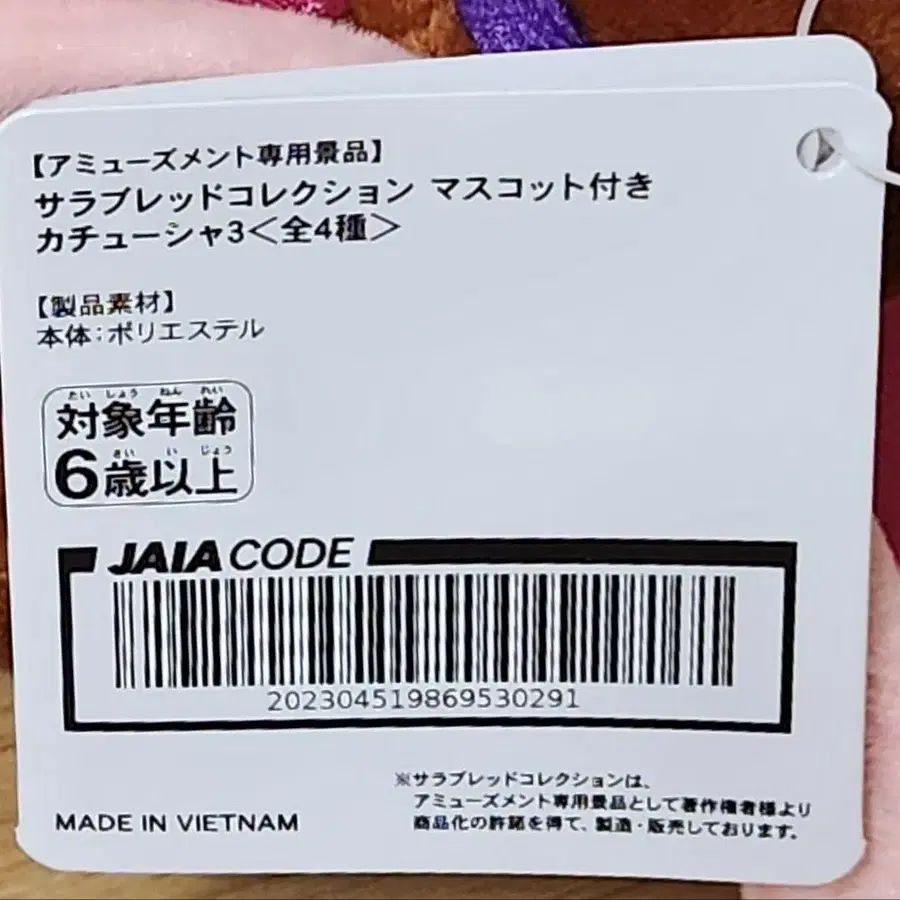 【アミューズメント専用景品】
サラブレッドコレクション マスコット付き
カチューシャ3<全4種>
【製品素材】
本体:ポリエステル
たいしょうねんれい
対象年齢
さいいじょう
6歳以上
JAIA CODE
202304519869530291
MADE IN VIETNAM
※サラブレッドコレクションは、
アミューズメント専用景品として著作権者様より
商品化の許諾を得て、製造・販売しております。